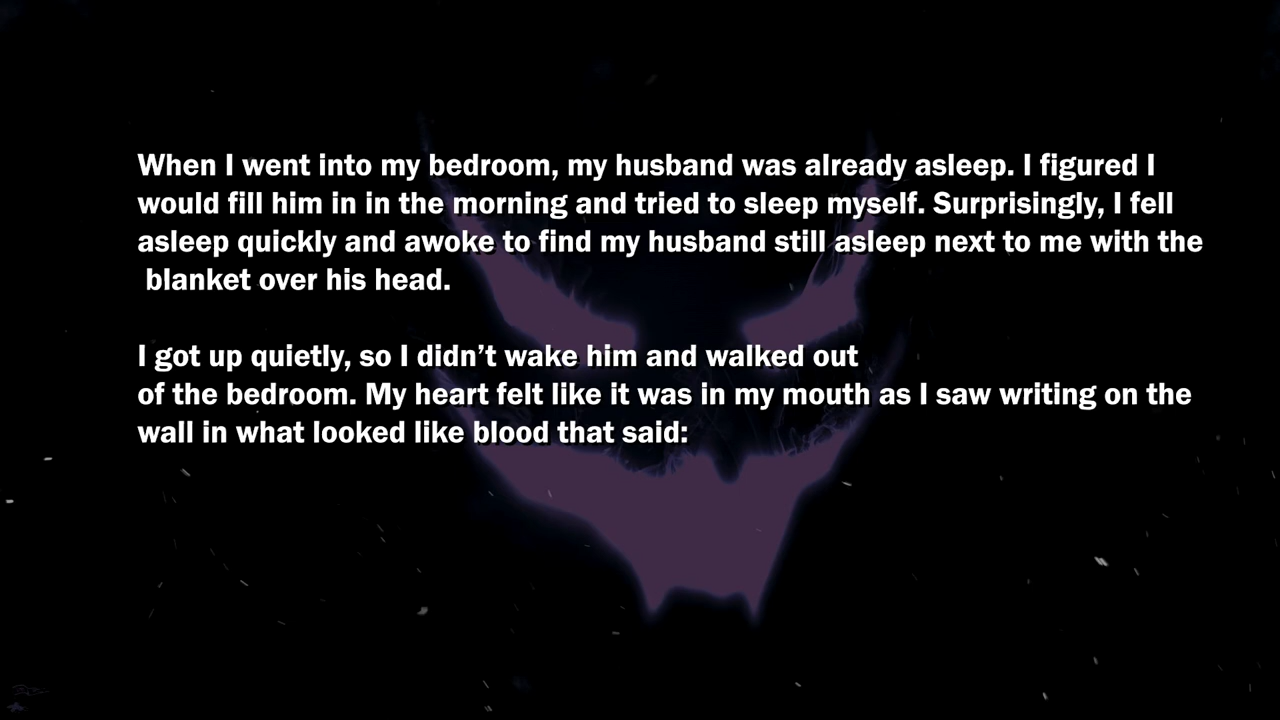 When I went into my bedroom, my husband was already asleep. I figured I
would fill him in in the morning and tried to sleep myself. Surprisingly, I fell
asleep quickly and awoke to find my husband still asleep next to me with the
blanket over his head.
I got up quietly, so I didn’t wake him and walked out
of the bedroom. My heart felt like it was in my mouth as I saw writing on the
wall in what looked like blood that said: